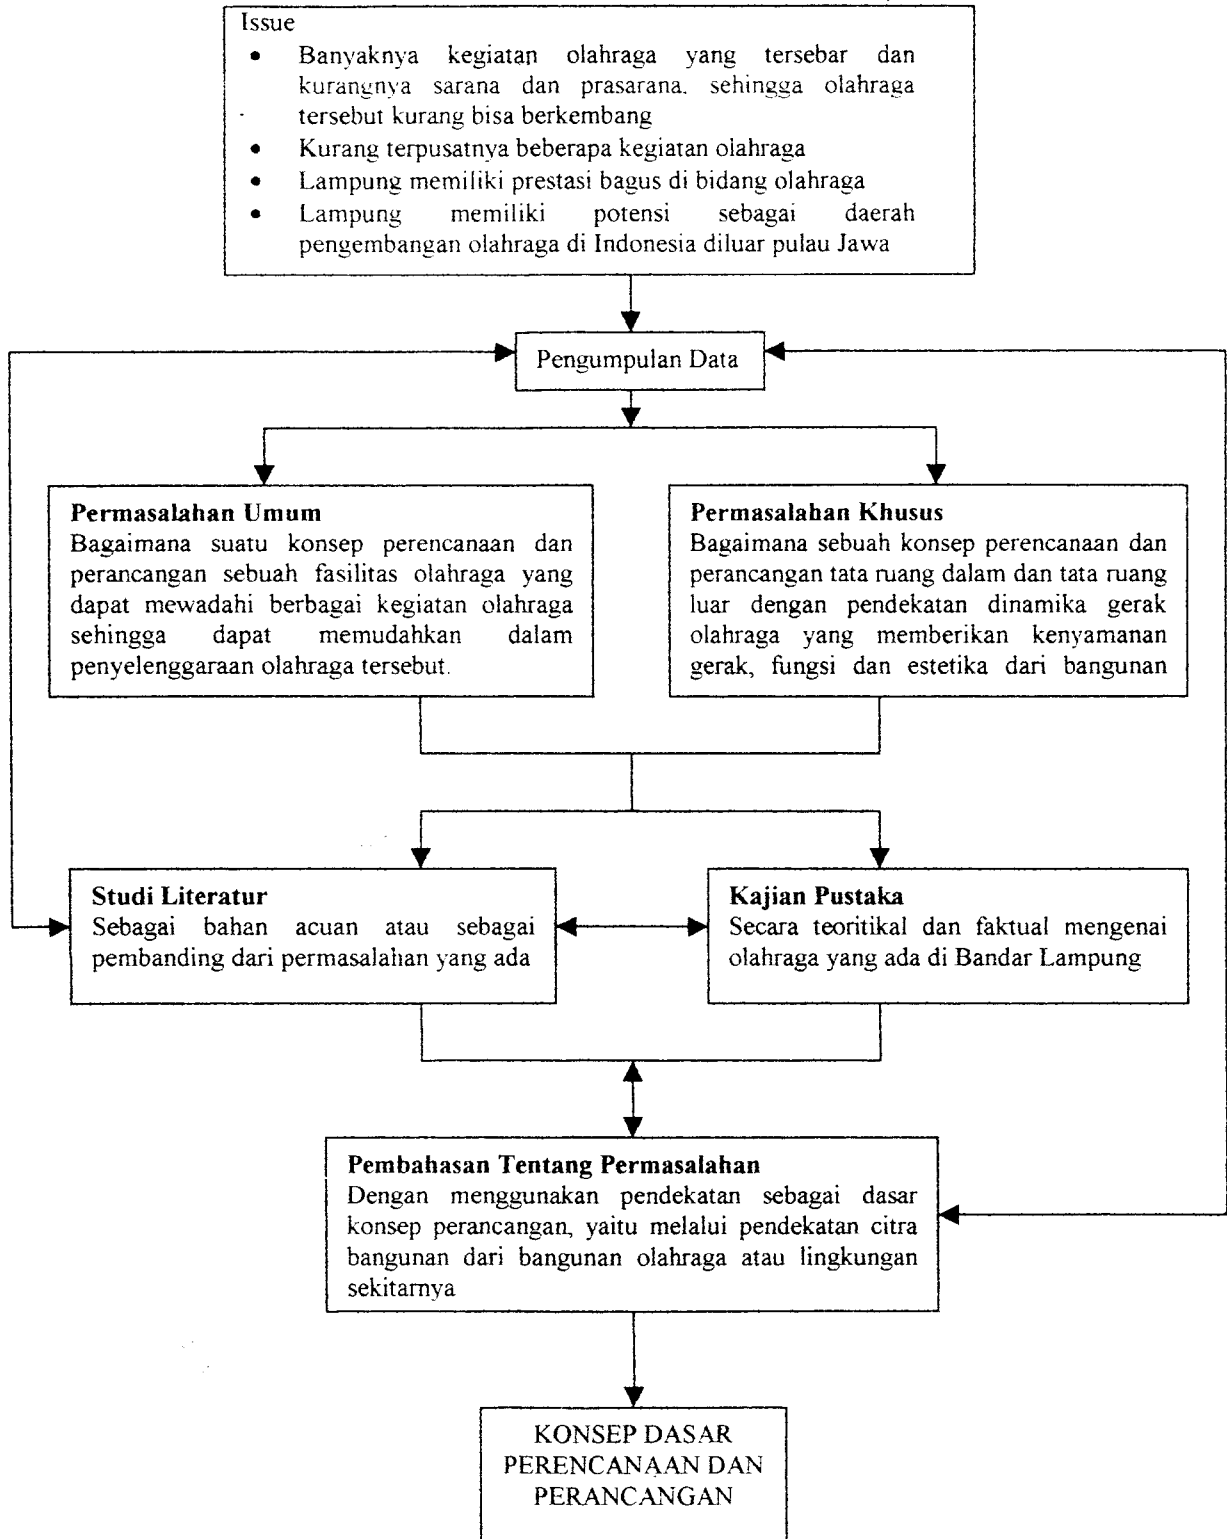 Issue
• Banyaknya kegiatan olahraga yang tersebar dan
kurangnya sarana dan prasarana, sehingga olahraga
tersebut kurang bisa berkembang
• Kurang terpusatnya beberapa kegiatan olahraga
• Lampung memiliki prestasi bagus di bidang olahraga
• Lampung memiliki potensi sebagai daerah
pengembangan olahraga di Indonesia diluar pulau Jawa
Pengumpulan Data
Permasalahan Umum
Bagaimana suatu konsep perencanaan dan
perancangan sebuah fasilitas olahraga yang
dapat mewadahi berbagai kegiatan olahraga
sehingga dapat memudahkan dalam
penyelenggaraan olahraga tersebut.
Permasalahan Khusus
Bagaimana sebuah konsep perencanaan dan
perancangan tata ruang dalam dan tata ruang
luar dengan pendekatan dinamika gerak
olahraga yang memberikan kenyamanan
gerak, fungsi dan estetika dari bangunan
Studi Literatur
Sebagai bahan acuan atau sebagai
pembanding dari permasalahan yang ada
Kajian Pustaka
Secara teoritikal dan faktual mengenai
olahraga yang ada di Bandar Lampung
Pembahasan Tentang Permasalahan
Dengan menggunakan pendekatan sebagai dasar
konsep perancangan, yaitu melalui pendekatan citra
bangunan dari bangunan olahraga atau lingkungan
sekitarnya
KONSEP DASAR
PERENCANAAN DAN
PERANCANGAN